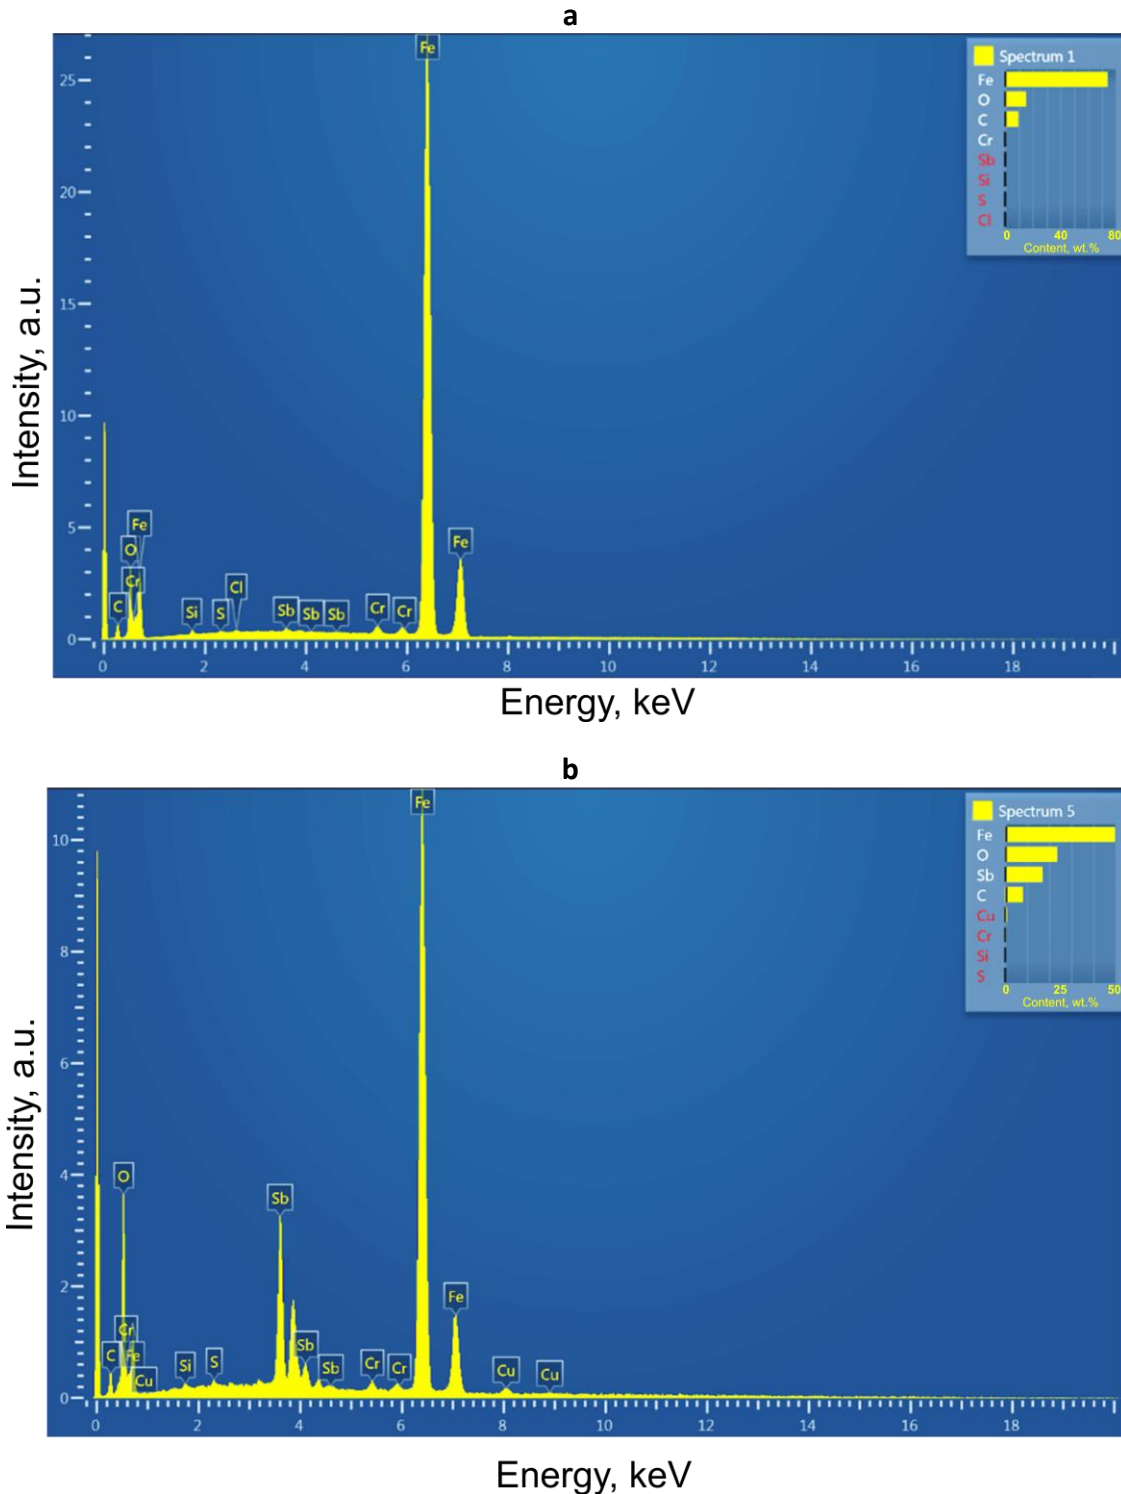 a
Spectrum 1
Fe
O
C
Cr
Sb
Si
S
Cl
0 40 80
Content, wt.%
25
20
15
10
5
0
Intensity, a.u.
Fe
Fe
O
Cr
C
Si
S
Cl
Sb
Sb
Sb
Cr
Cr
Fe
0 2 4 6 8 10 12 14 16 18
Energy, keV
b
Spectrum 5
Fe
O
Sb
C
Cu
Cr
Si
S
0 25 50
Content, wt.%
10
8
6
4
2
0
Intensity, a.u.
Fe
O
Cr
C
Fe
Cu
Si
S
Sb
Sb
Sb
Cr
Cr
Fe
Cu
Cu
0 2 4 6 8 10 12 14 16 18
Energy, keV